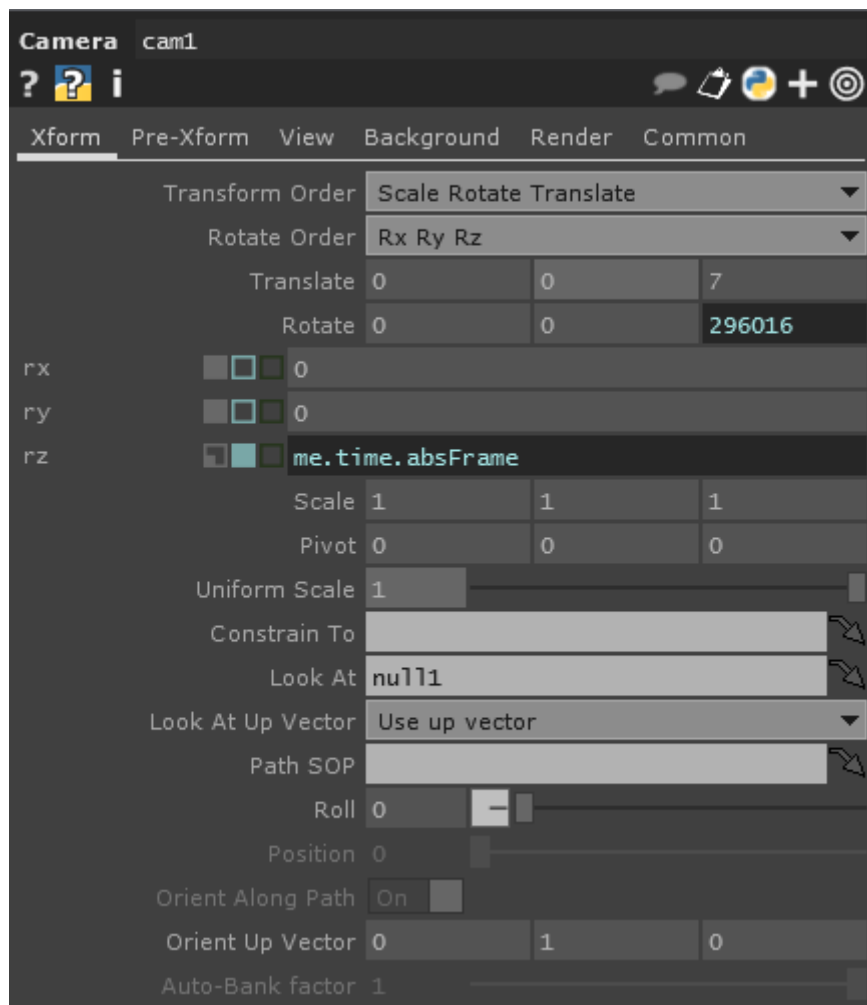 Camera cam1
? ? i
Xform Pre-Xform View Background Render Common
Transform Order Scale Rotate Translate
Rotate Order Rx Ry Rz
Translate 0 0 7
Rotate 0 0 296016
rx 0
ry 0
rz me.time.absFrame
Scale 1 1 1
Pivot 0 0 0
Uniform Scale 1
Constrain To
Look At null1
Look At Up Vector Use up vector
Path SOP
Roll 0
Position 0
Orient Along Path On
Orient Up Vector 0 1 0
Auto-Bank factor 1